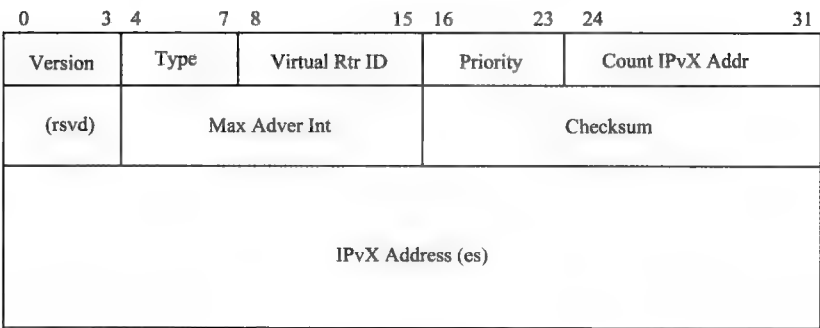 0 3 4 7 8 15 16 23 24 31
Version Type Virtual Rtr ID Priority Count IPvX Addr
(rsvd) Max Adver Int Checksum
IPvX Address (es)